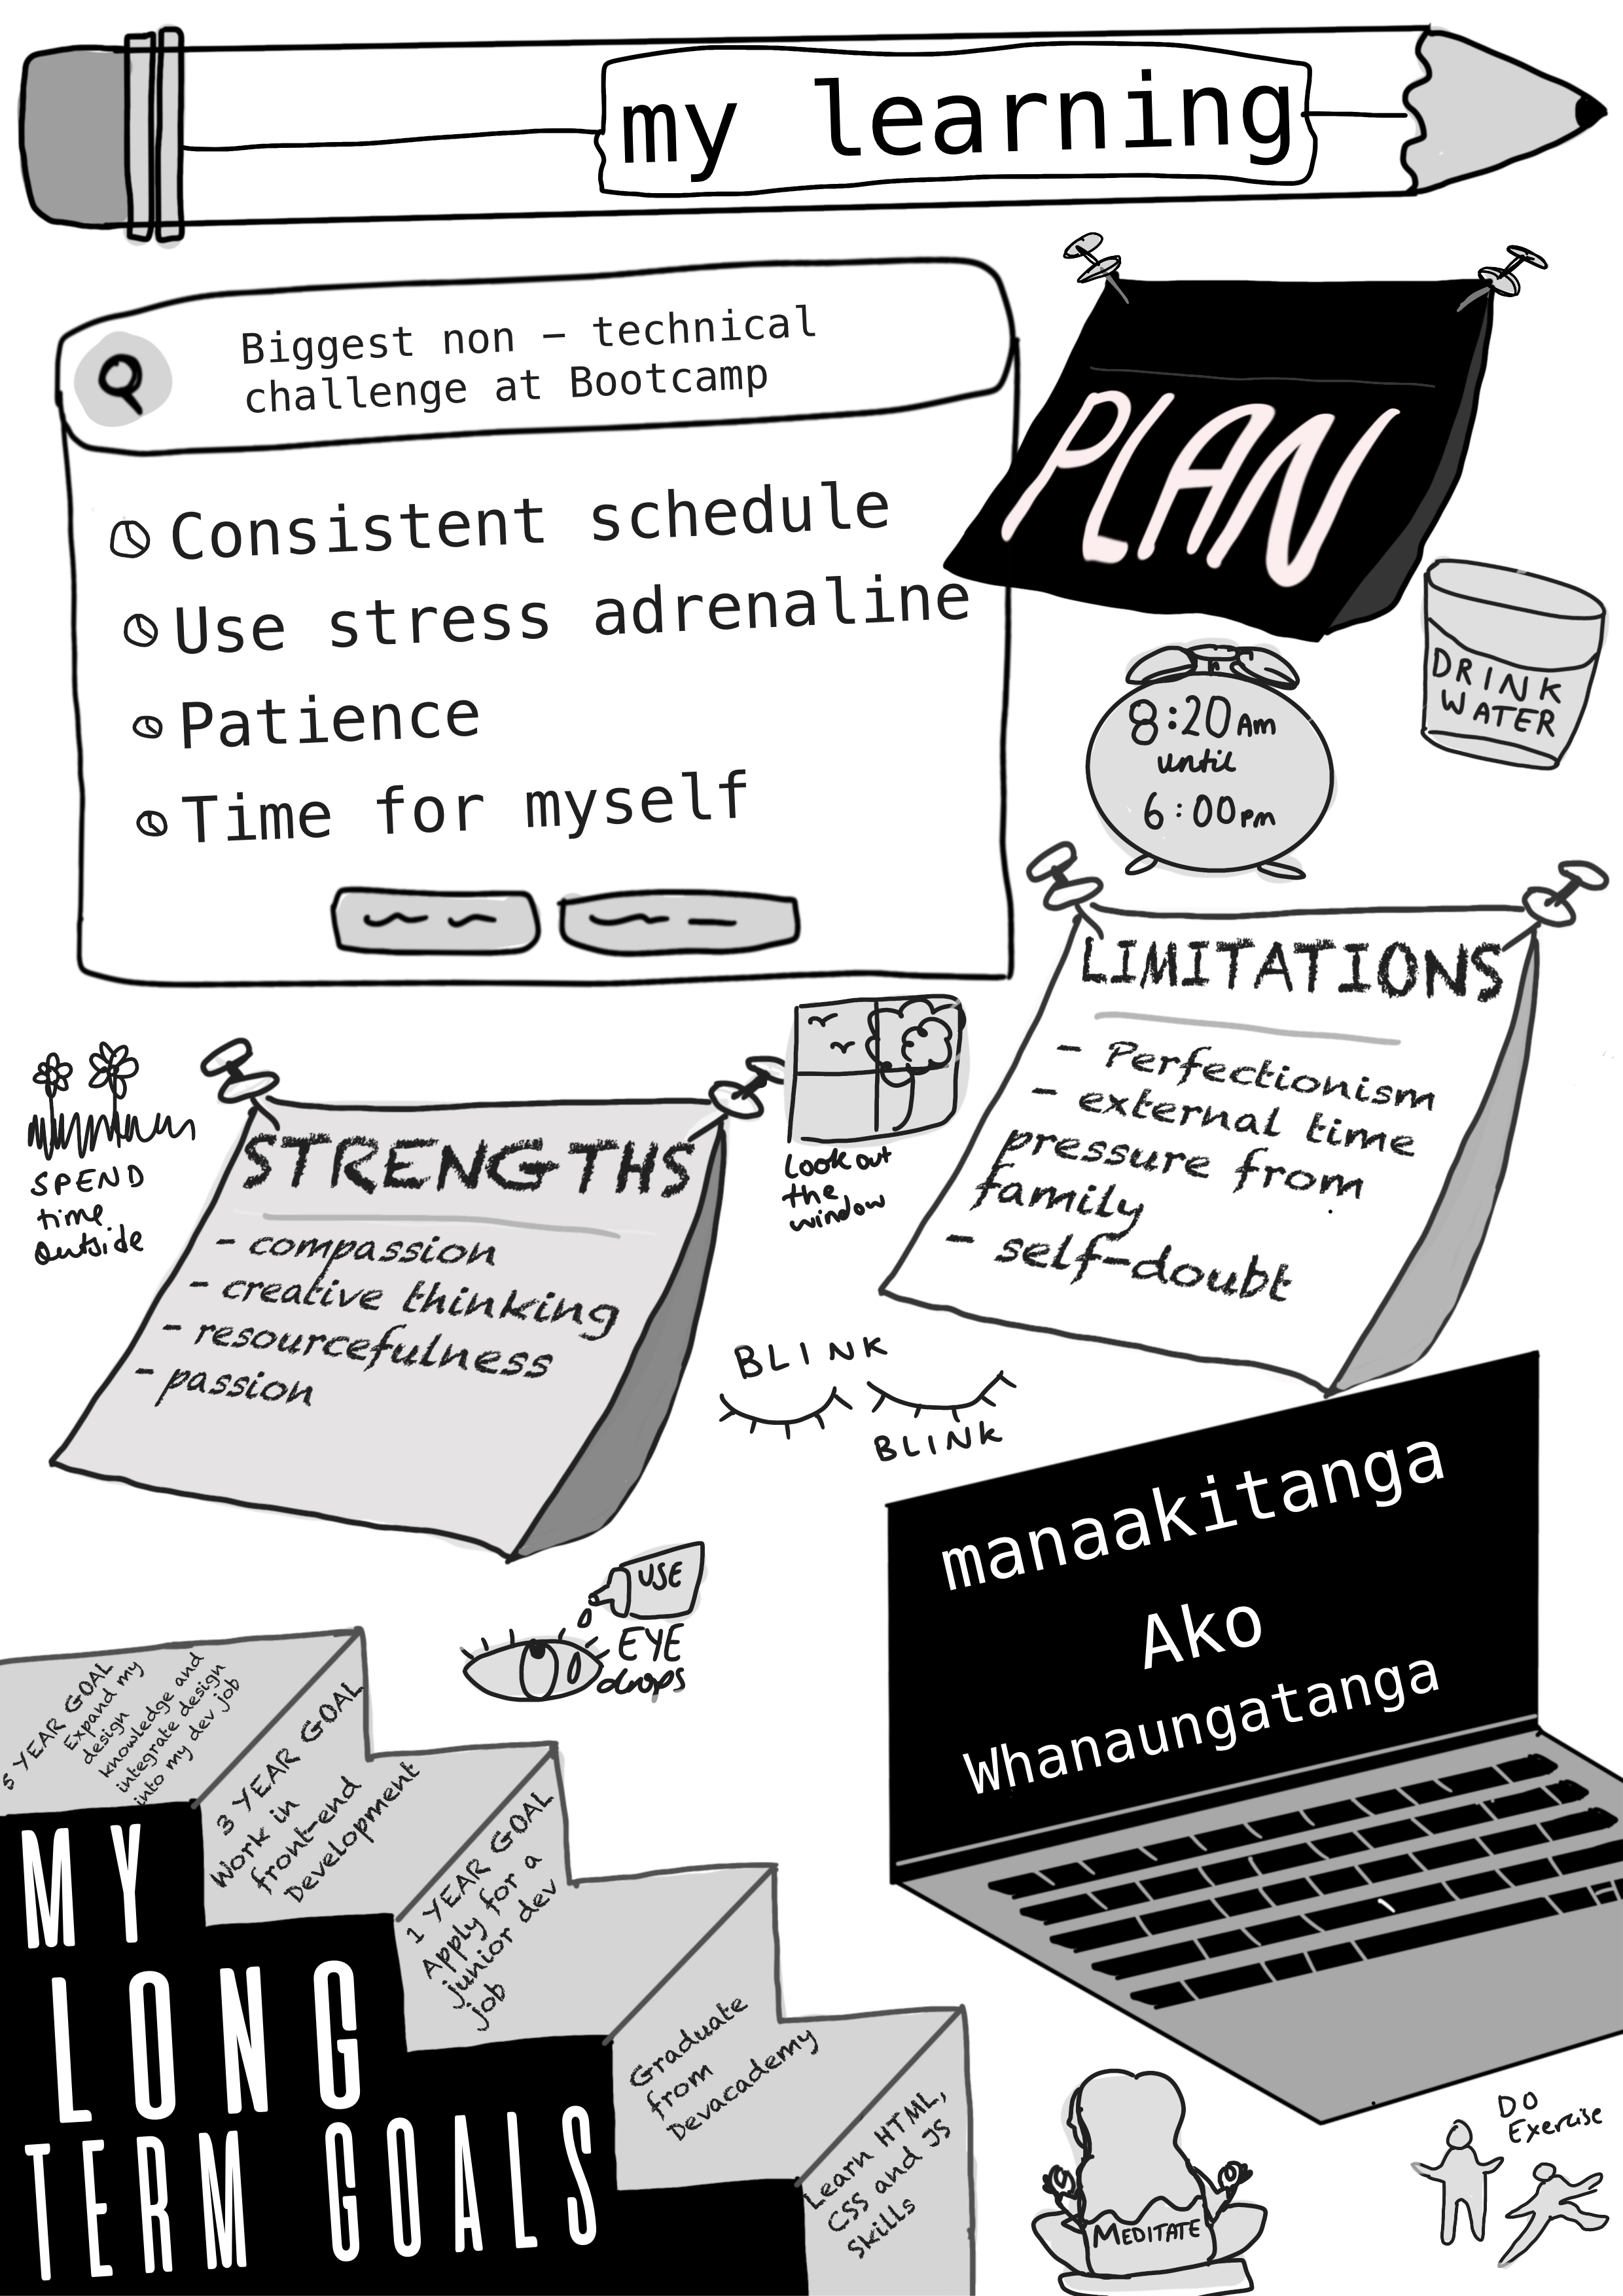 my learning
Biggest non - technical
challenge at Bootcamp
Consistent schedule
Use stress adrenaline
Patience
Time for myself
PLAN
DRINK
WATER
8:20 Am
until
6:00 pm
LIMITATIONS
- Perfectionism
- external time
pressure from
family
- self-doubt
Look out
the
window
SPEND
time
outside
STRENGTHS
- compassion
- creative thinking
- resourcefulness
- passion
BLINK
BLINK
manaakitanga
Ako
Whanaungatanga
USE
EYE
drops
5 YEAR GOAL
Expand my
design
knowledge and
integrate design
into my dev job
3 YEAR GOAL
Work in
front-end
Development
1 YEAR GOAL
Apply for a
junior dev
job
Graduate
from
Devacademy
Learn HTML,
CSS and JS
skills
MY
LONG
TERM GOALS
MEDITATE
DO
Exercise